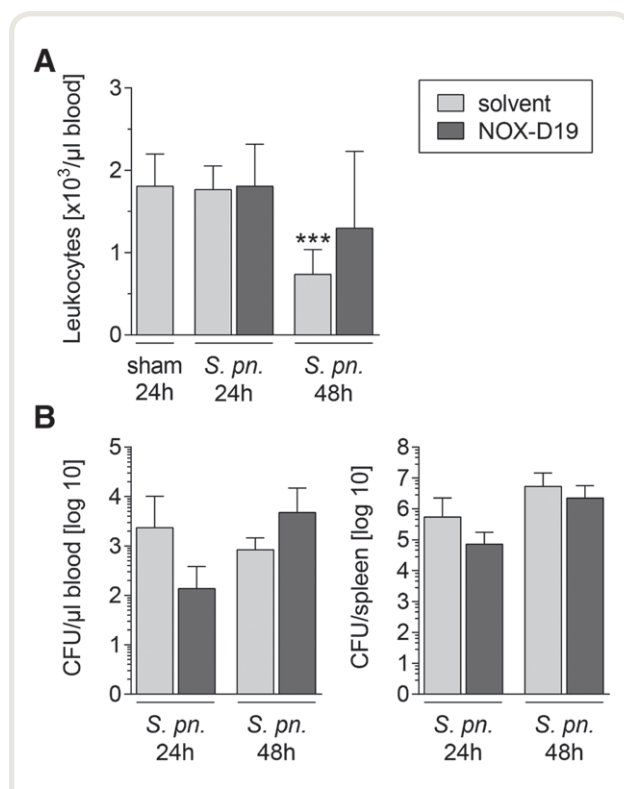 A
Leukocytes [x10³/µl blood]
3
2
1
0
***
solvent
NOX-D19
sham
24h
S. pn.
24h
S. pn.
48h
B
CFU/µl blood [log 10]
5
4
3
2
1
0
S. pn.
24h
S. pn.
48h
CFU/spleen [log 10]
8
7
6
5
4
3
2
1
0
S. pn.
24h
S. pn.
48h